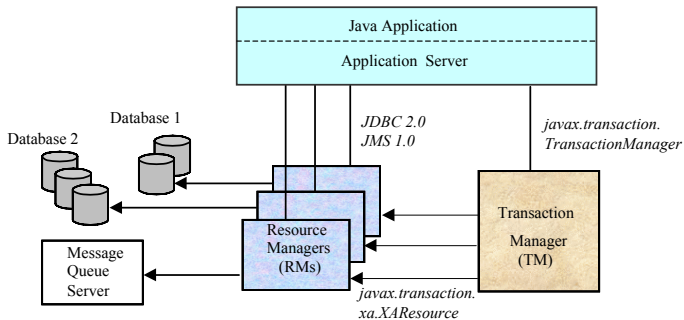 Java Application
Application Server
JDBC 2.0
JMS 1.0
javax.transaction.
TransactionManager
Database 1
Database 2
Resource
Managers
(RMs)
Transaction
Manager
(TM)
Message
Queue
Server
javax.transaction.
xa.XAResource